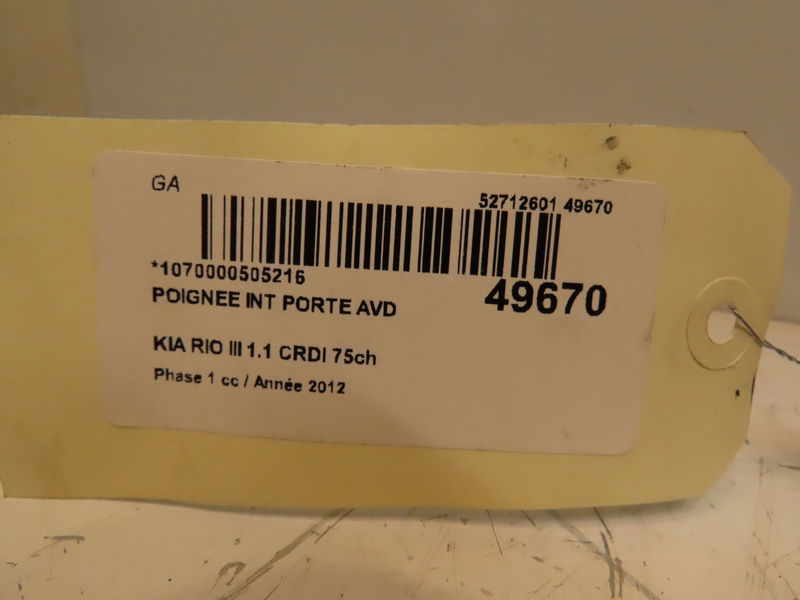 GA
52712601 49670
*1070000505216
POIGNEE INT PORTE AVD
49670
KIA RIO III 1.1 CRDI 75ch
Phase 1 cc / Année 2012